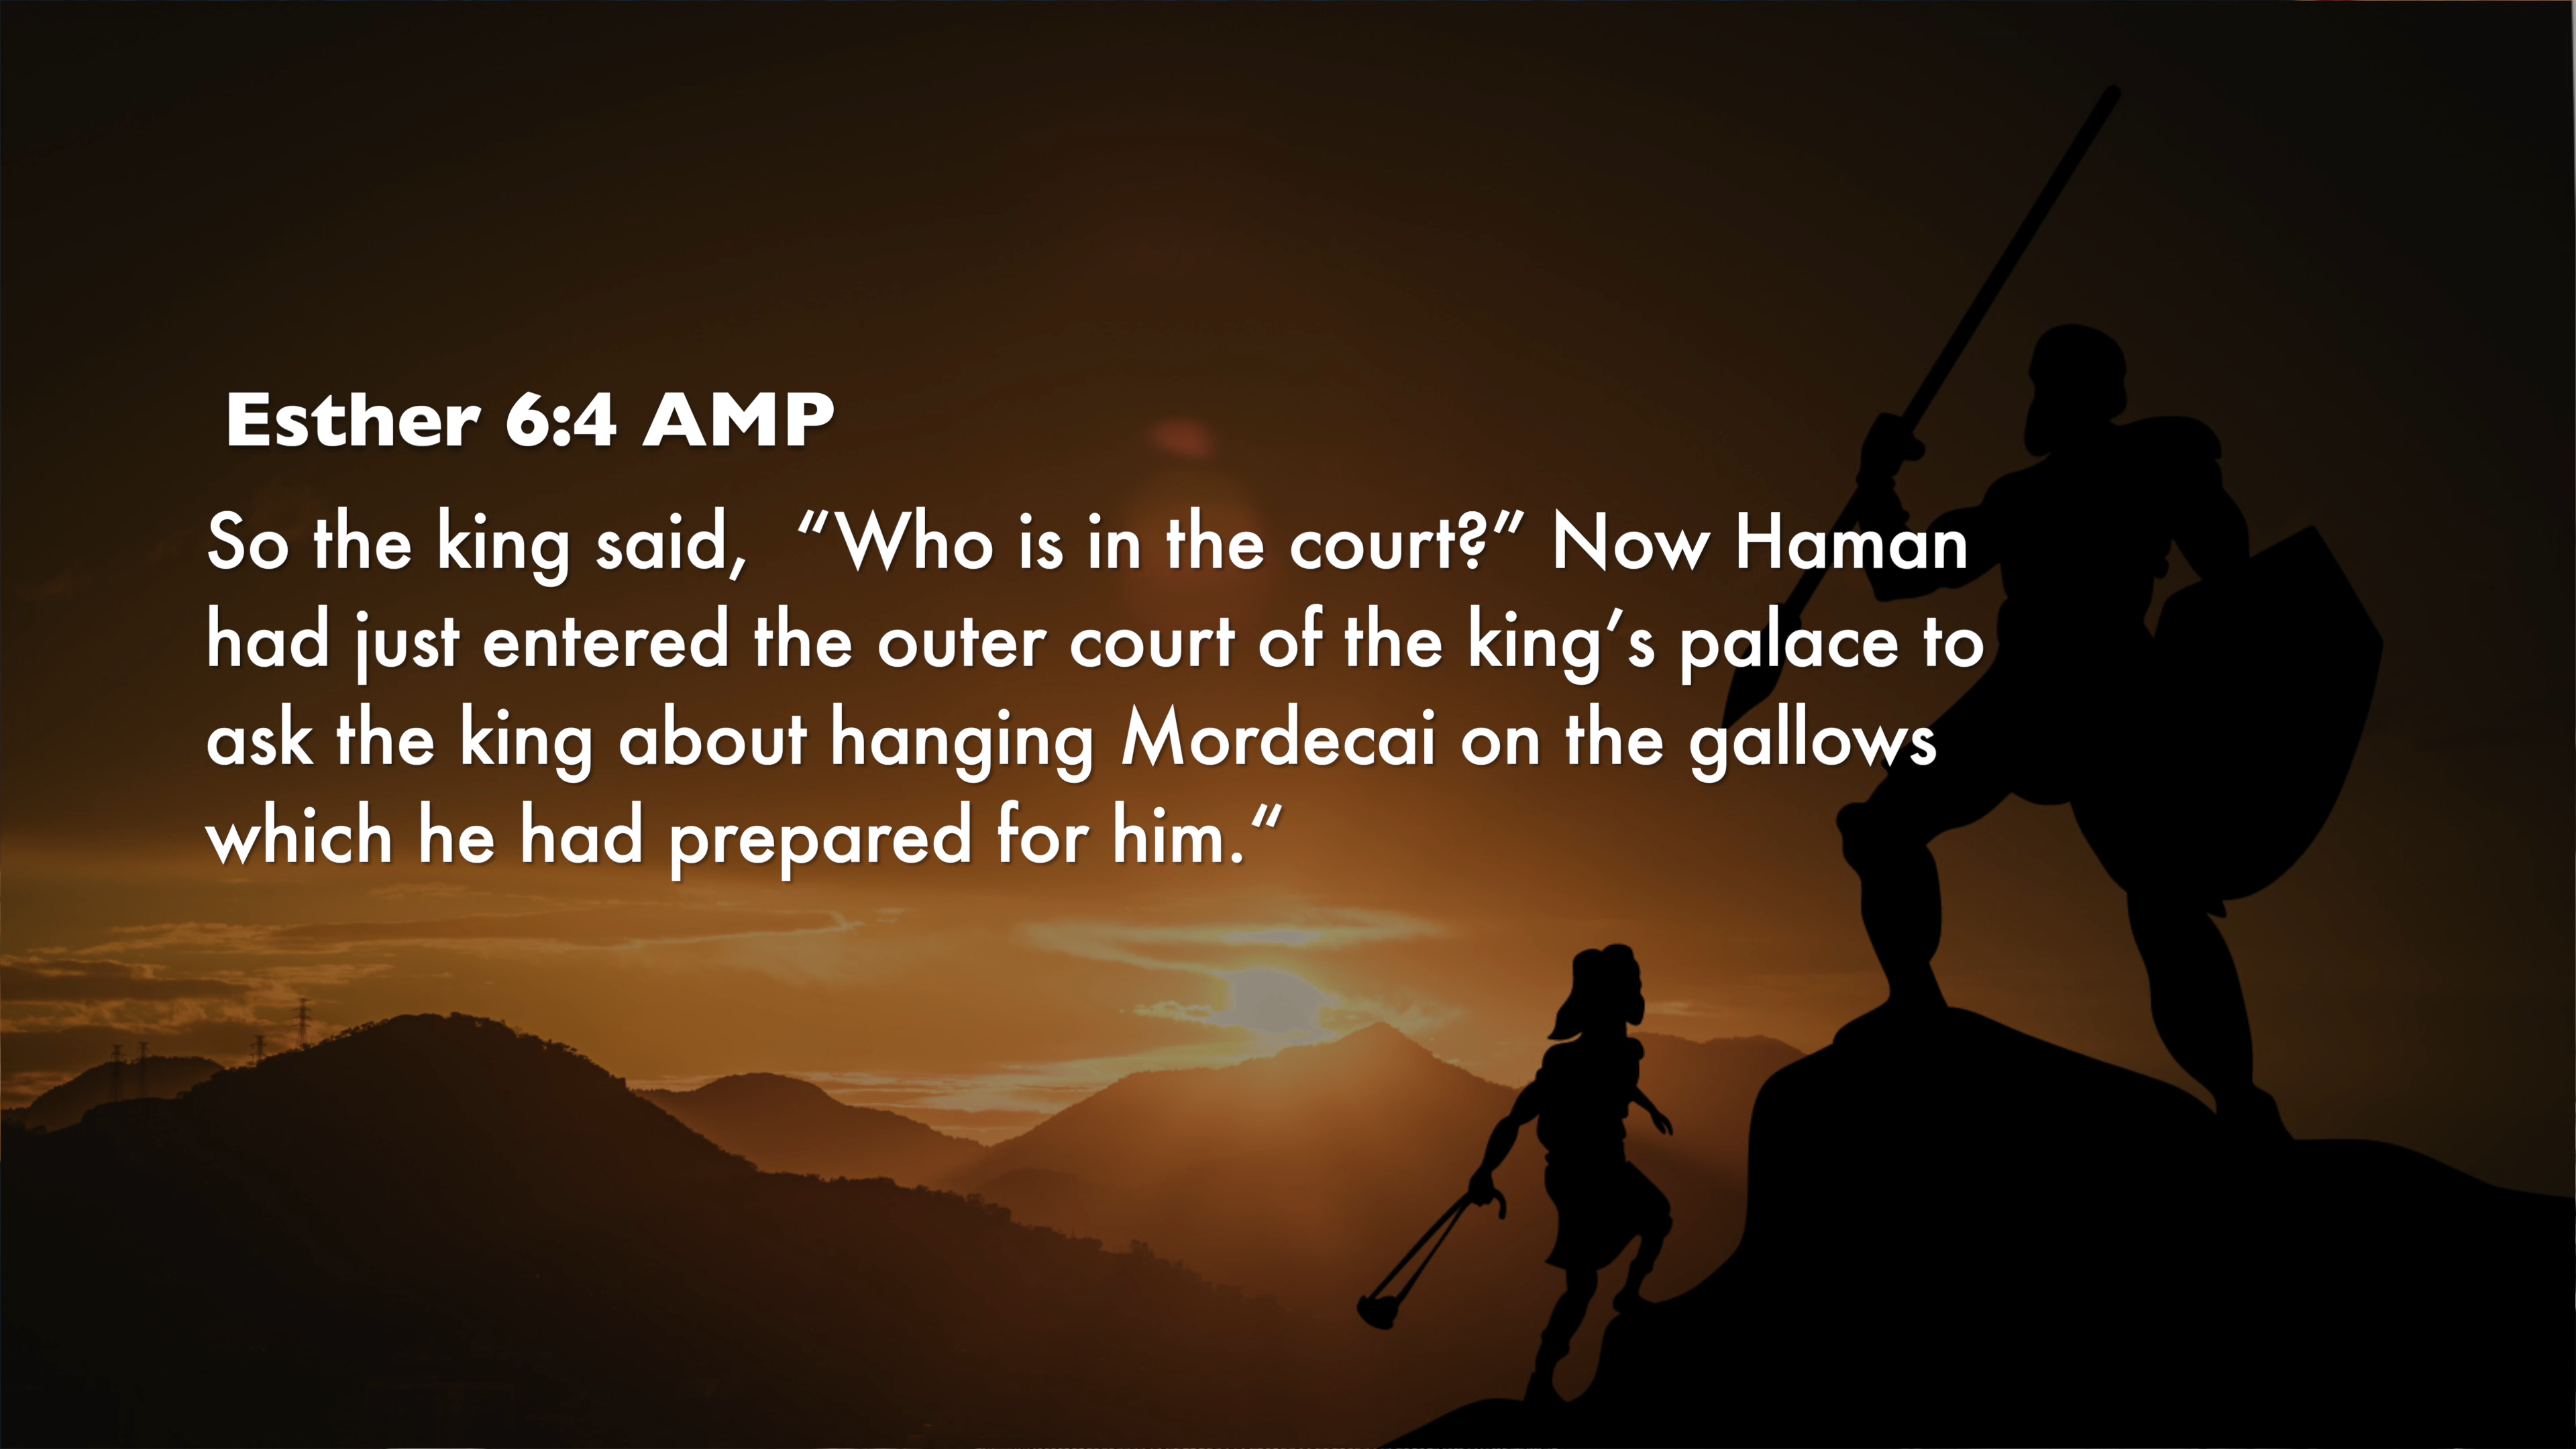 Esther 6:4 AMP
So the king said,  “Who is in the court?” Now Haman
had just entered the outer court of the king’s palace to
ask the king about hanging Mordecai on the gallows
which he had prepared for him.“